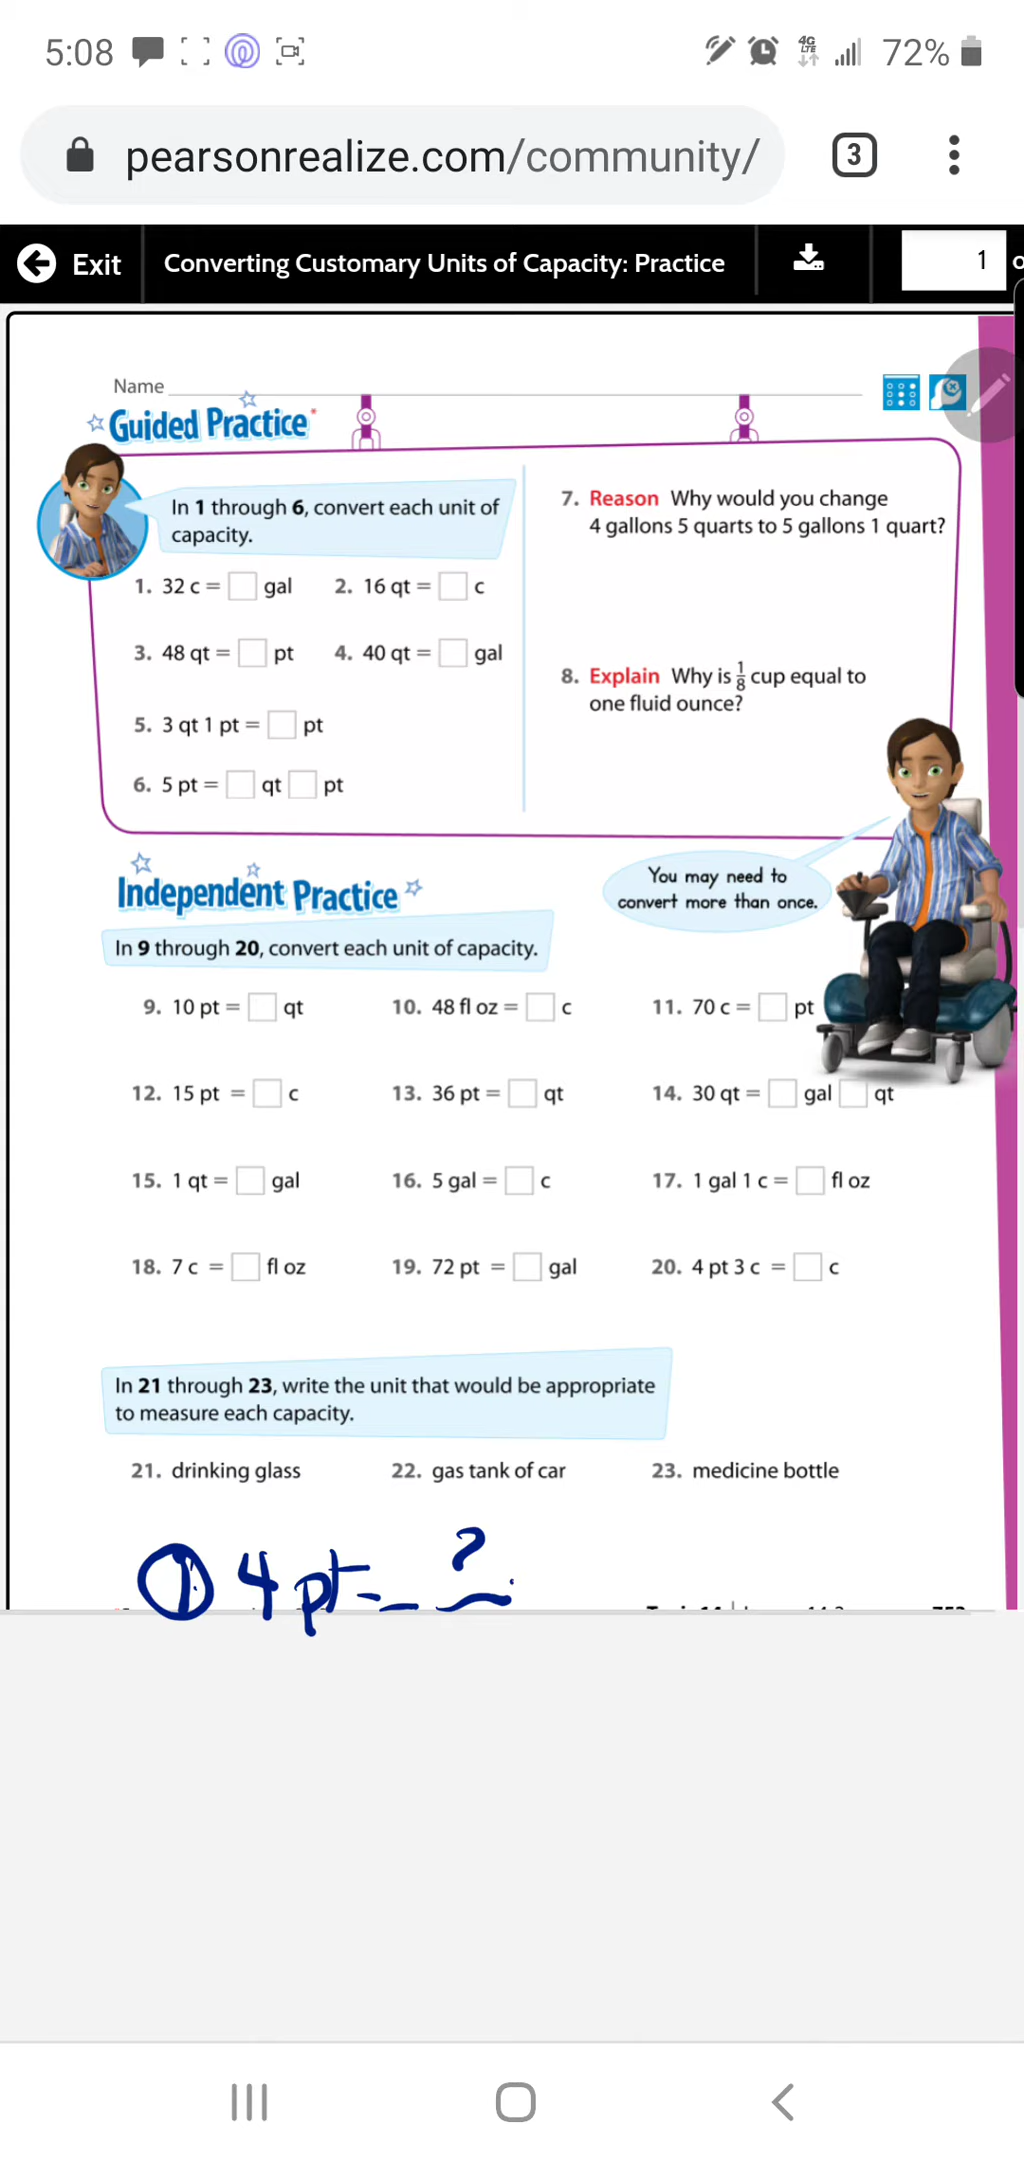 5:08 4G LTE 72%
pearsonrealize.com/community/ 3
Exit Converting Customary Units of Capacity: Practice 1
Name
Guided Practice*
In 1 through 6, convert each unit of
capacity.
1. 32 c = gal 2. 16 qt = c
3. 48 qt = pt 4. 40 qt = gal
5. 3 qt 1 pt = pt
6. 5 pt = qt pt
7. Reason Why would you change
4 gallons 5 quarts to 5 gallons 1 quart?
8. Explain Why is 1/8 cup equal to
one fluid ounce?
Independent Practice
You may need to
convert more than once.
In 9 through 20, convert each unit of capacity.
9. 10 pt = qt 10. 48 fl oz = c 11. 70 c = pt
12. 15 pt = c 13. 36 pt = qt 14. 30 qt = gal qt
15. 1 qt = gal 16. 5 gal = c 17. 1 gal 1 c = fl oz
18. 7 c = fl oz 19. 72 pt = gal 20. 4 pt 3 c = c
In 21 through 23, write the unit that would be appropriate
to measure each capacity.
21. drinking glass 22. gas tank of car 23. medicine bottle
① 4 pt = ?